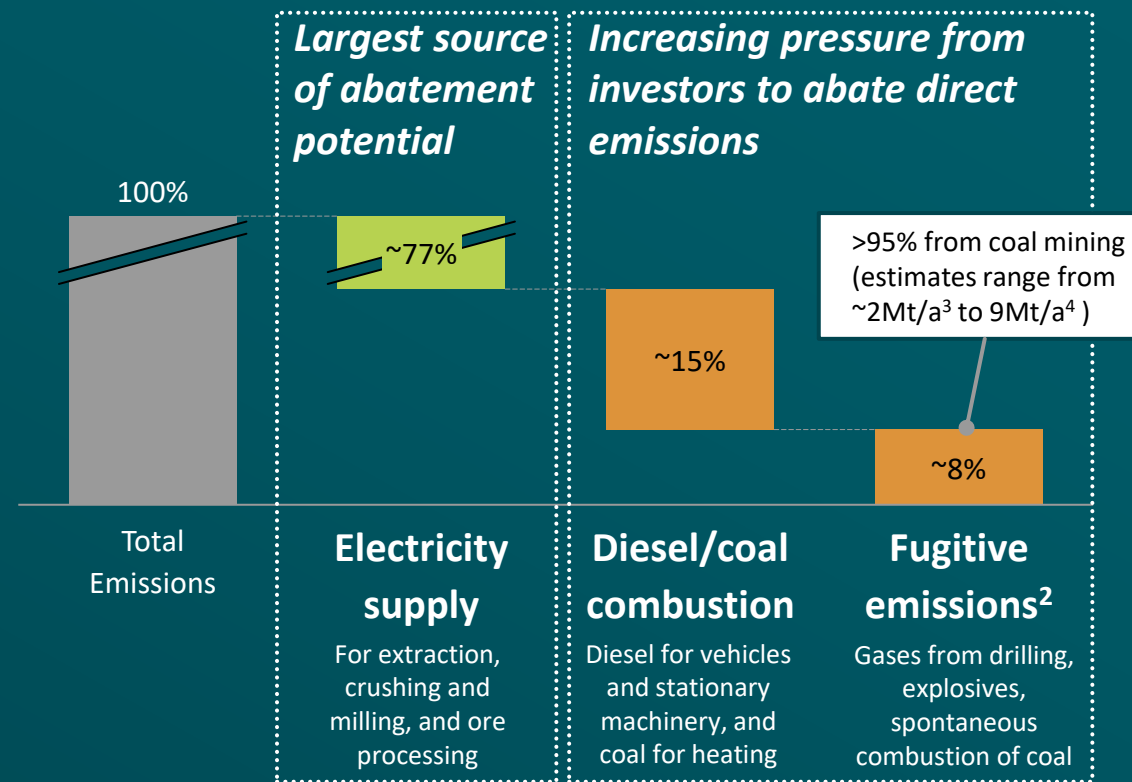 Largest source
of abatement
potential
Increasing pressure from
investors to abate direct
emissions
100%
~77%
>95% from coal mining
(estimates range from
~2Mt/a³ to 9Mt/a⁴ )
~15%
~8%
Total
Emissions
Electricity
supply
For extraction,
crushing and
milling, and ore
processing
Diesel/coal
combustion
Diesel for vehicles
and stationary
machinery, and
coal for heating
Fugitive
emissions²
Gases from drilling,
explosives,
spontaneous
combustion of coal